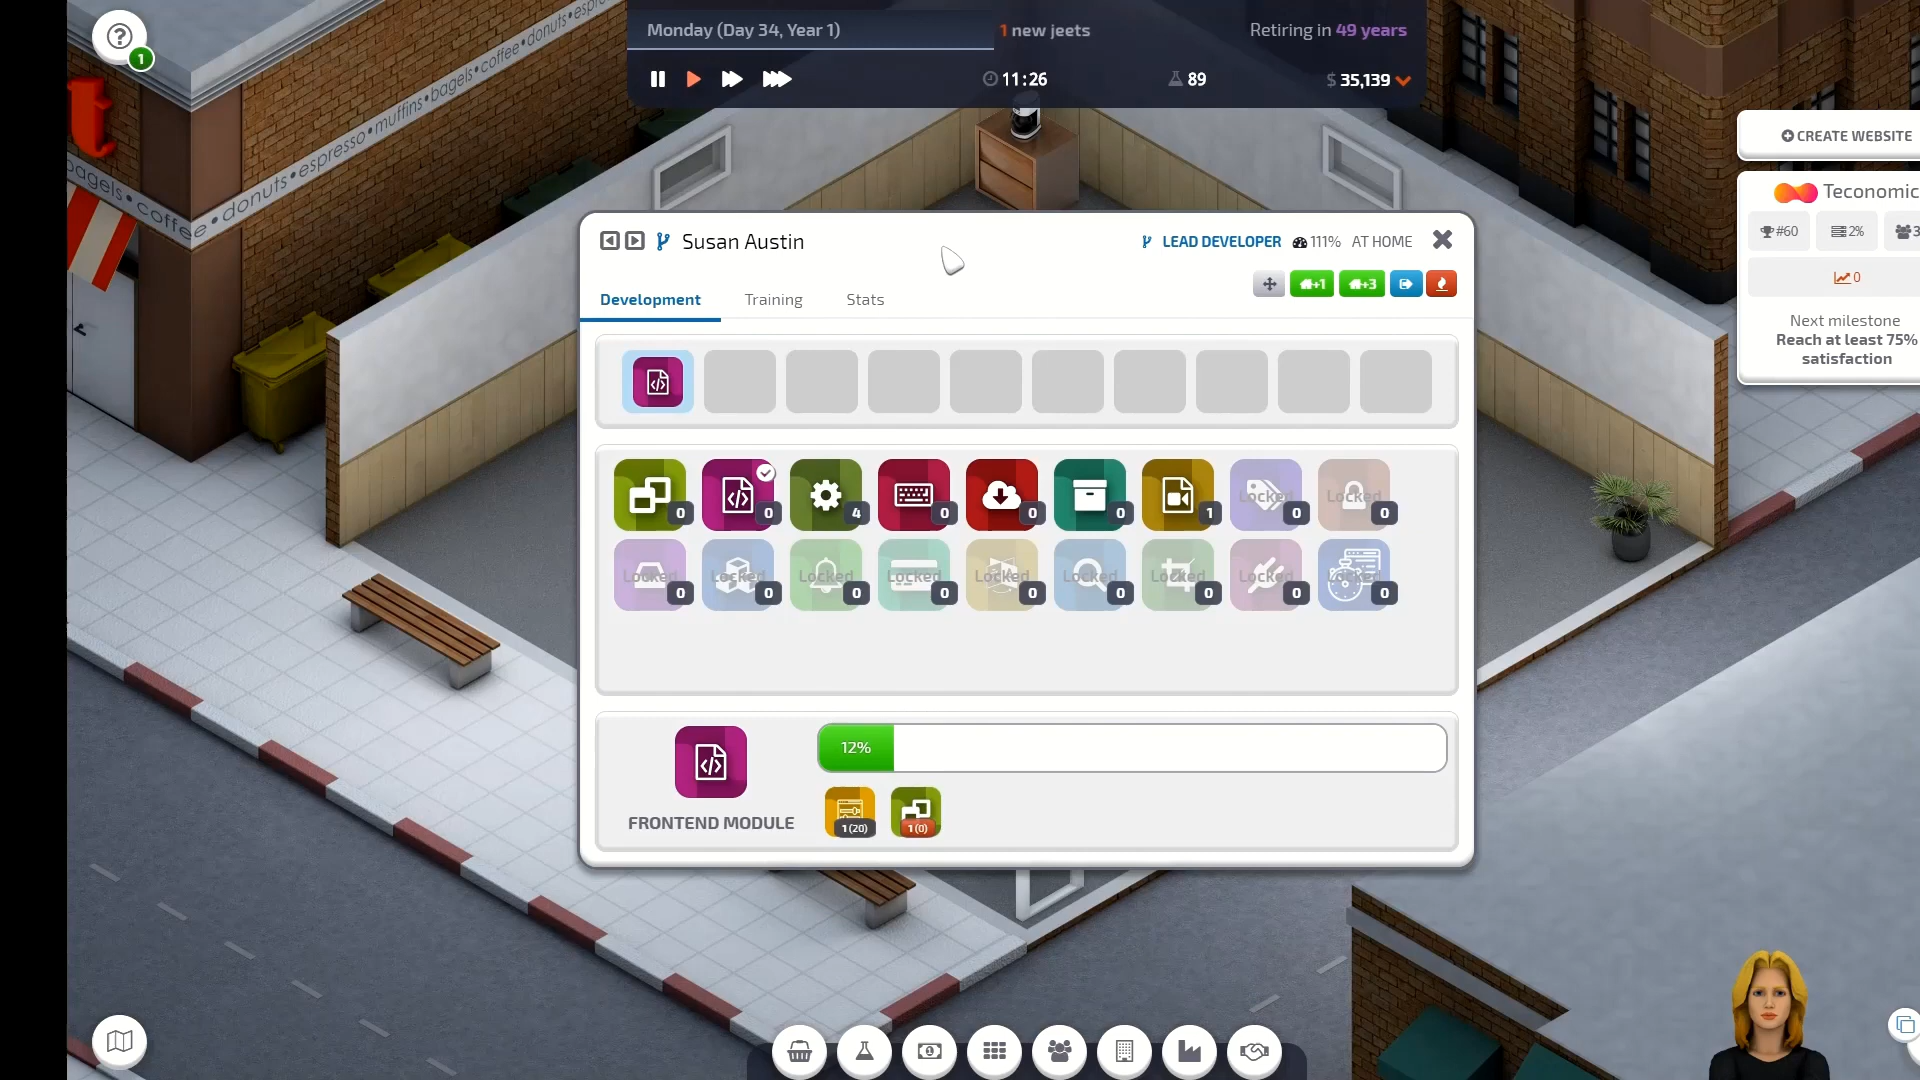 Monday (Day 34, Year 1)
1 new jeets
Retiring in 49 years
11:26
89
$ 35,139
1
t
bagels • coffee • donuts • espresso • muffins • bagels • coffee • donuts • espr
CREATE WEBSITE
Teconomic
#60
2%
3
0
Next milestone
Reach at least 75%
satisfaction
Susan Austin
LEAD DEVELOPER
111%
AT HOME
+1
+3
Development
Training
Stats
0
0
4
0
0
0
1
Locked 0
Locked 0
Locked 0
Locked 0
Locked 0
Locked 0
Locked 0
Locked 0
Locked 0
Locked 0
Locked 0
12%
FRONTEND MODULE
1(20)
1(0)